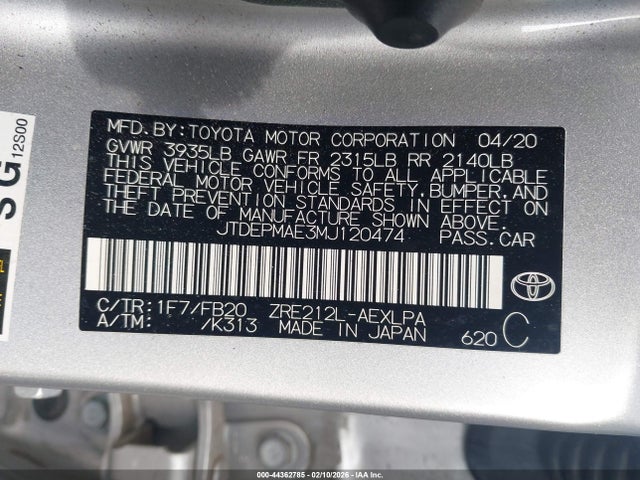 MFD. BY: TOYOTA MOTOR CORPORATION 04/20
GVWR 3935LB GAWR FR 2315LB RR 2140LB
THIS VEHICLE CONFORMS TO ALL APPLICABLE
FEDERAL MOTOR VEHICLE SAFETY, BUMPER, AND
THEFT PREVENTION STANDARDS IN EFFECT ON
THE DATE OF MANUFACTURE SHOWN ABOVE.
JTDEPMAE3MJ120474 PASS. CAR
C/TR: 1F7/FB20 ZRE212L-AEXLPA
A/TM: /K313 MADE IN JAPAN 620 C
SG
12S00
000-44362785 - 02/10/2026 - IAA Inc.